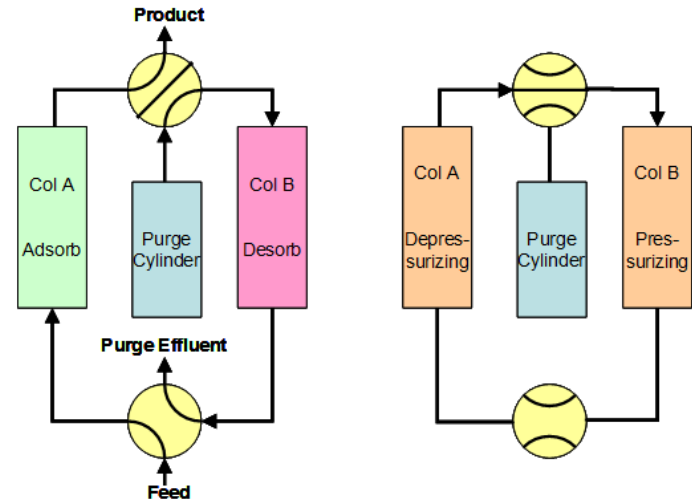 Product
Col A
Adsorb
Purge
Cylinder
Col B
Desorb
Purge Effluent
Feed
Col A
Depres-
surizing
Purge
Cylinder
Col B
Pres-
surizing